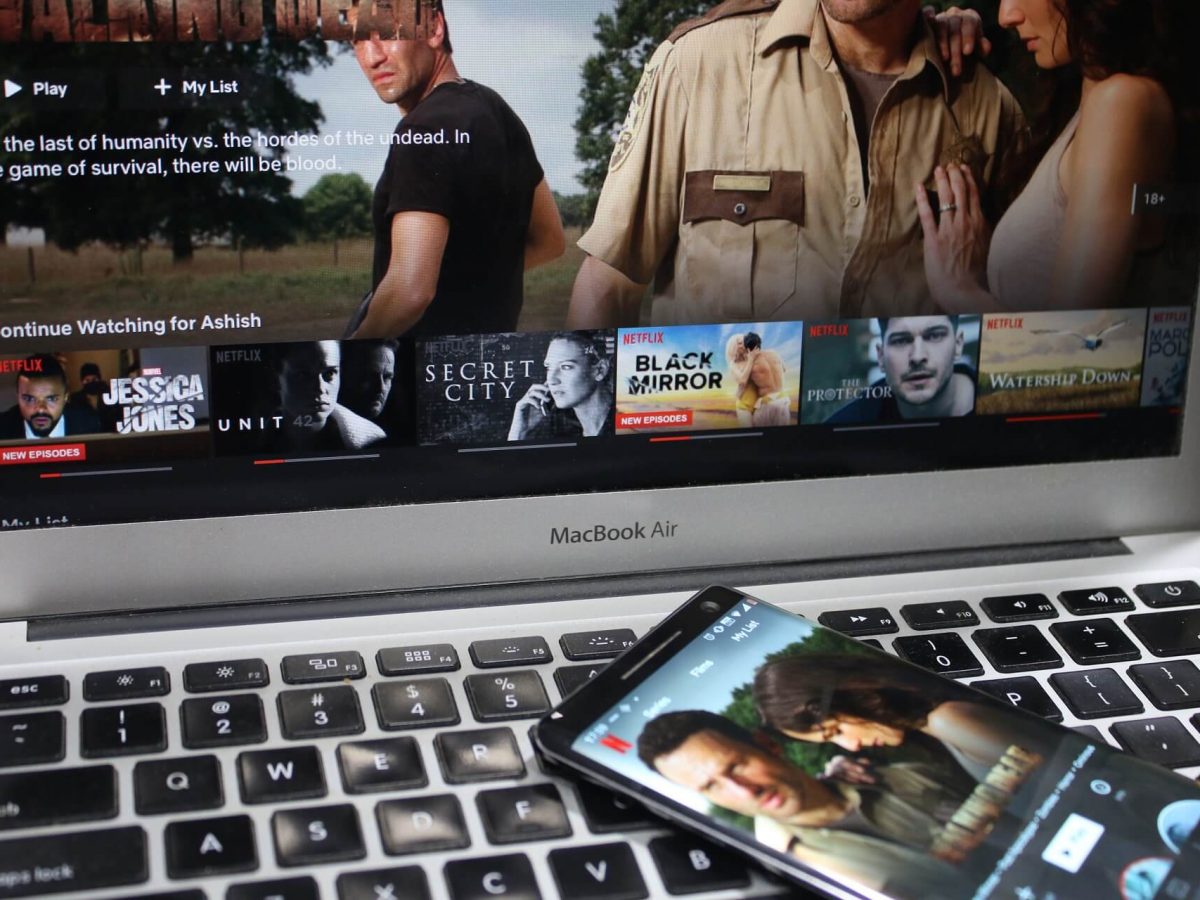 Play
+ My List
the last of humanity vs. the hordes of the undead. In
game of survival, there will be blood.
18+
ontinue Watching for Ashish
NETFLIX
MARVEL
JESSICA
JONES
NEW EPISODES
NETFLIX
UNIT 42
NETFLIX
SECRET
CITY
NETFLIX
BLACK
MIRROR
NEW EPISODES
NETFLIX
THE
PROTECTOR
NETFLIX
WATERSHIP DOWN
NETFLIX
MARC
POL
My List
MacBook Air
My List
Films
Series
N
esc
F1
F2
F3
F4
F5
F9
F10
F11
F12
~
! 1
@ 2
# 3
$ 4
% 5
) 0
- 
+ =
Q
W
E
R
P
{ [
} ]
A
S
D
F
" '
ps lock
X
C
V
B